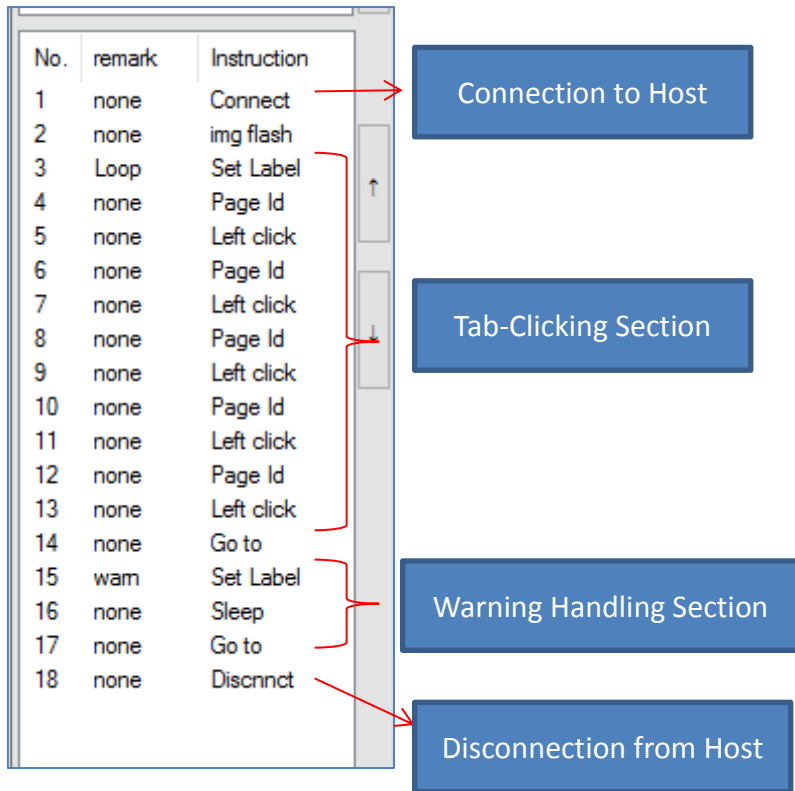 No. remark Instruction
1 none Connect
2 none img flash
3 Loop Set Label
4 none Page Id
5 none Left click
6 none Page Id
7 none Left click
8 none Page Id
9 none Left click
10 none Page Id
11 none Left click
12 none Page Id
13 none Left click
14 none Go to
15 warn Set Label
16 none Sleep
17 none Go to
18 none Discnnct
↑
↓
Connection to Host
Tab-Clicking Section
Warning Handling Section
Disconnection from Host